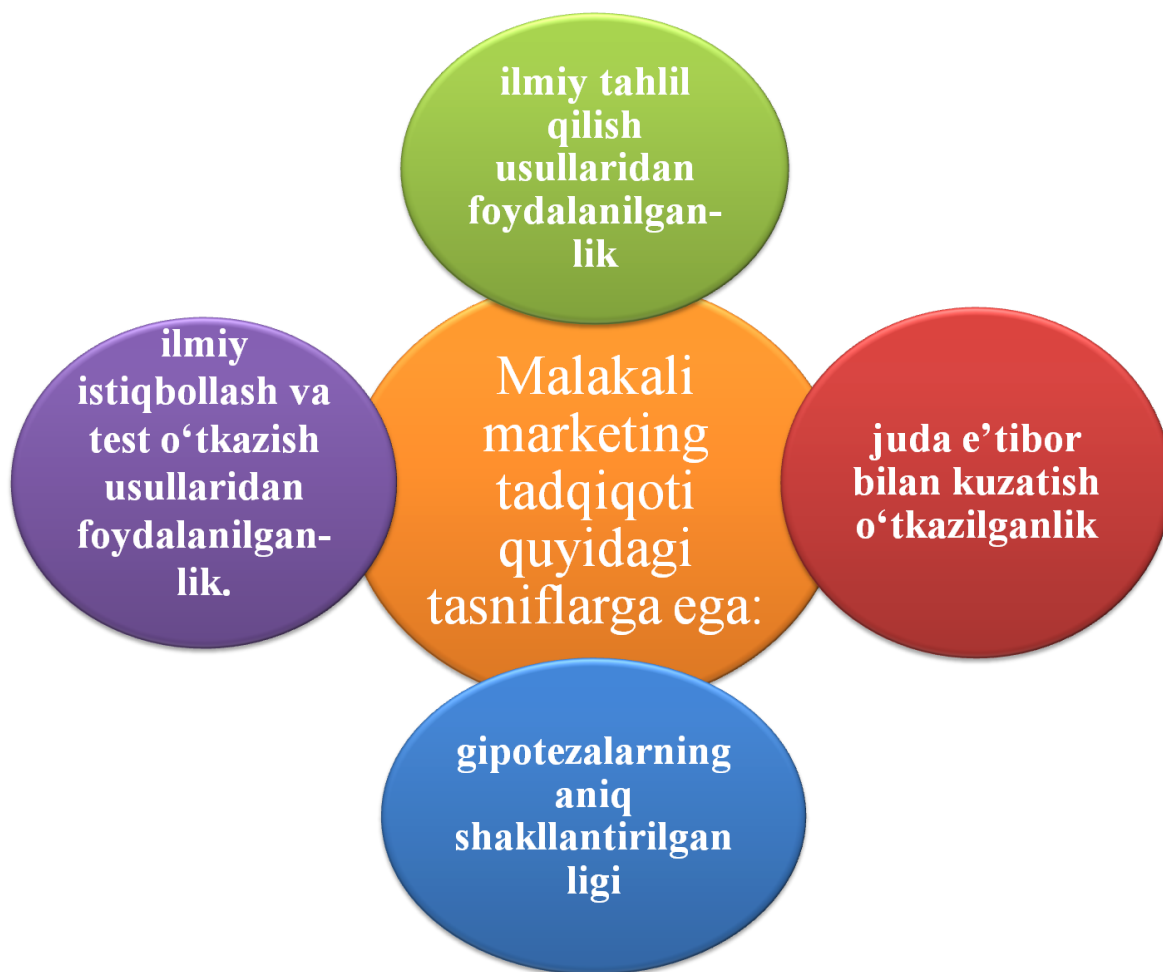 ilmiy tahlil
qilish
usullaridan
foydalanilgan-
lik
ilmiy
istiqbollash va
test o‘tkazish
usullaridan
foydalanilgan-
lik.
Malakali
marketing
tadqiqoti
quyidagi
tasniflarga ega:
juda e’tibor
bilan kuzatish
o‘tkazilganlik
gipotezalarning
aniq
shakllantirilgan
ligi